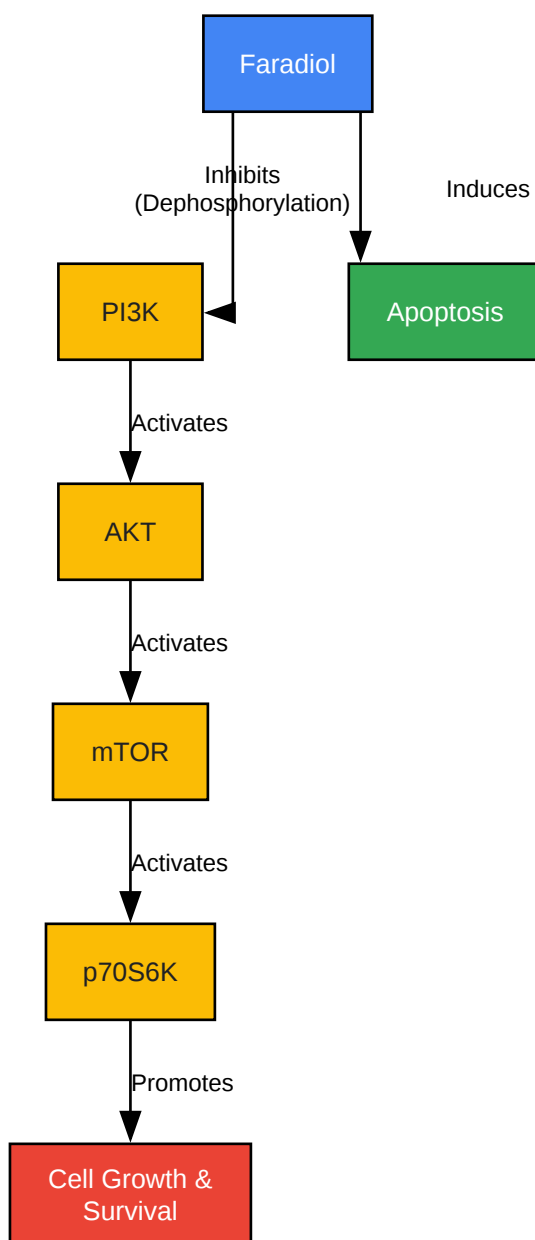 Faradiol
Inhibits
(Dephosphorylation)
Induces
PI3K
Apoptosis
Activates
AKT
Activates
mTOR
Activates
p70S6K
Promotes
Cell Growth &
Survival